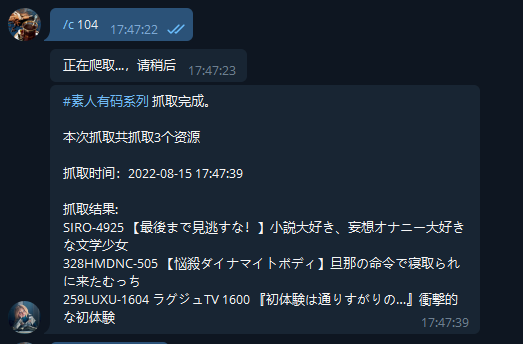 /c 104
17:47:22
正在爬取...，请稍后
17:47:23
#素人有码系列 抓取完成。
本次抓取共抓取3个资源
抓取时间：2022-08-15 17:47:39
抓取结果:
SIRO-4925 【最後まで見逃すな！】小説大好き、妄想オナニー大好き
な文学少女
328HMDNC-505 【悩殺ダイナマイトボディ】旦那の命令で寝取られ
に来たむっち
259LUXU-1604 ラグジュTV 1600 『初体験は通りすがりの…』衝撃的
な初体験
17:47:39